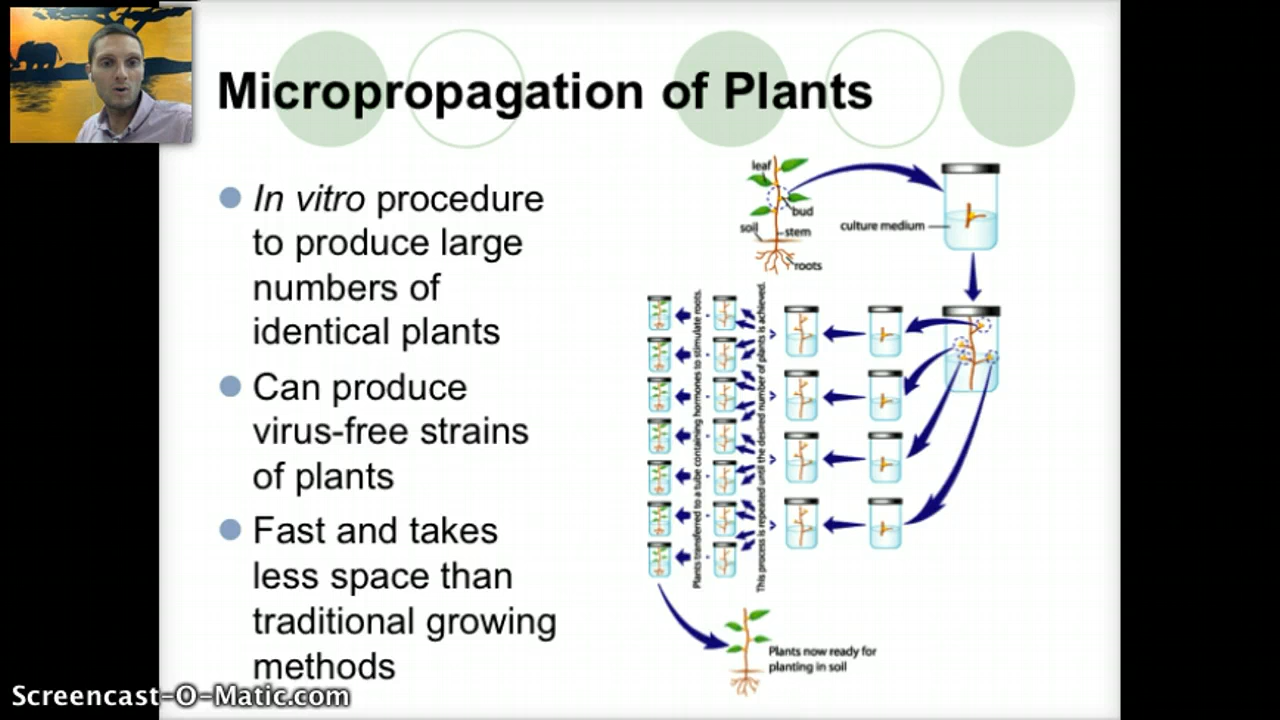 Micropropagation of Plants
In vitro procedure
to produce large
numbers of
identical plants
Can produce
virus-free strains
of plants
Fast and takes
less space than
traditional growing
methods
leaf
bud
soil
stem
roots
culture medium
Plants transferred to a tube containing hormones to stimulate roots.
This process is repeated until the desired number of plants is achieved.
Plants now ready for
planting in soil
Screencast-O-Matic.com